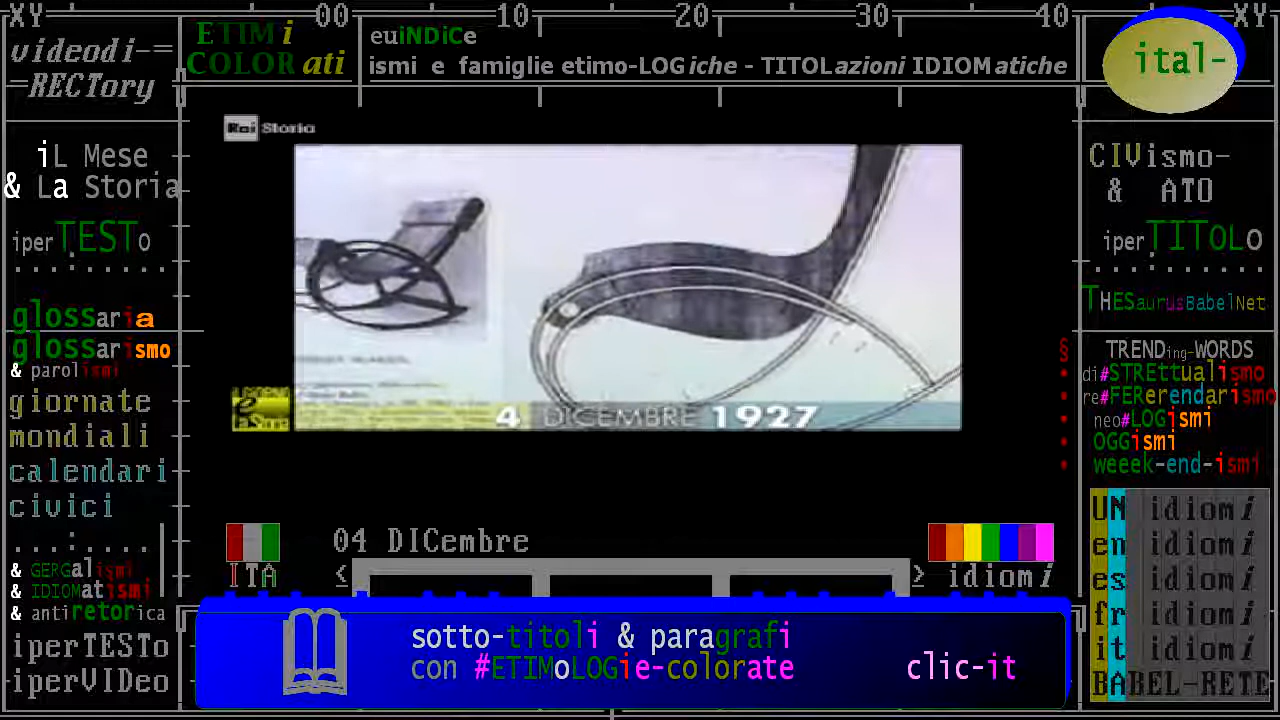 XY 00 10 20 30 40 XY
videodi-=
=RECTory
ETIMi
COLORati
euiNDiCe
ismi e famiglie etimo-LOGiche - TITOLazioni IDIOMatiche
ital-
iL Mese
& La Storia
iperTESTo
glossaria
glossarismo
& parolismi
giornate
mondiali
calendari
civici
& GERGalismi
& IDIOMatismi
& antiretorica
iperTESTo
iperVIDeo
Rai Storia
4 DICEMBRE 1927
04 DICembre
ITA < > idiomi
sotto-titoli & paragrafi
con #ETIMoLOGie-colorate clic-it
CIVismo-
& ATO
iperTIToLo
THESaurusBabelNet
§
TRENDing-WORDS
di#STREttualismo
re#FERerendarismo
neo#LOGismi
OGGismi
weeek-end-ismi
UN idiomi
en idiomi
es idiomi
fr idiomi
it idiomi
BABEL-RETE